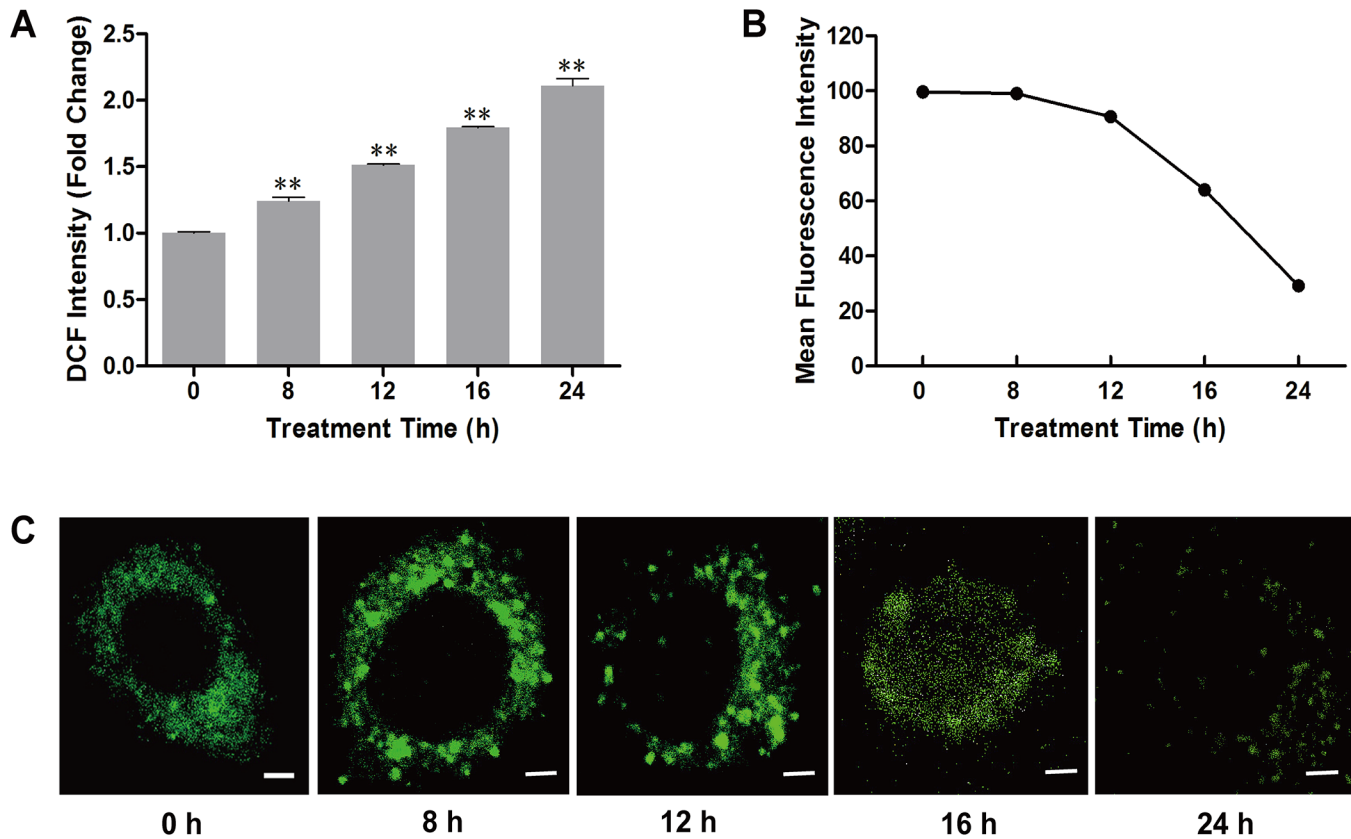 A
DCF Intensity (Fold Change)
2.5
2.0
1.5
1.0
0.5
0.0
**
**
**
**
0 8 12 16 24
Treatment Time (h)
B
Mean Fluorescence Intensity
120
100
80
60
40
20
0
0 8 12 16 24
Treatment Time (h)
C
0 h 8 h 12 h 16 h 24 h